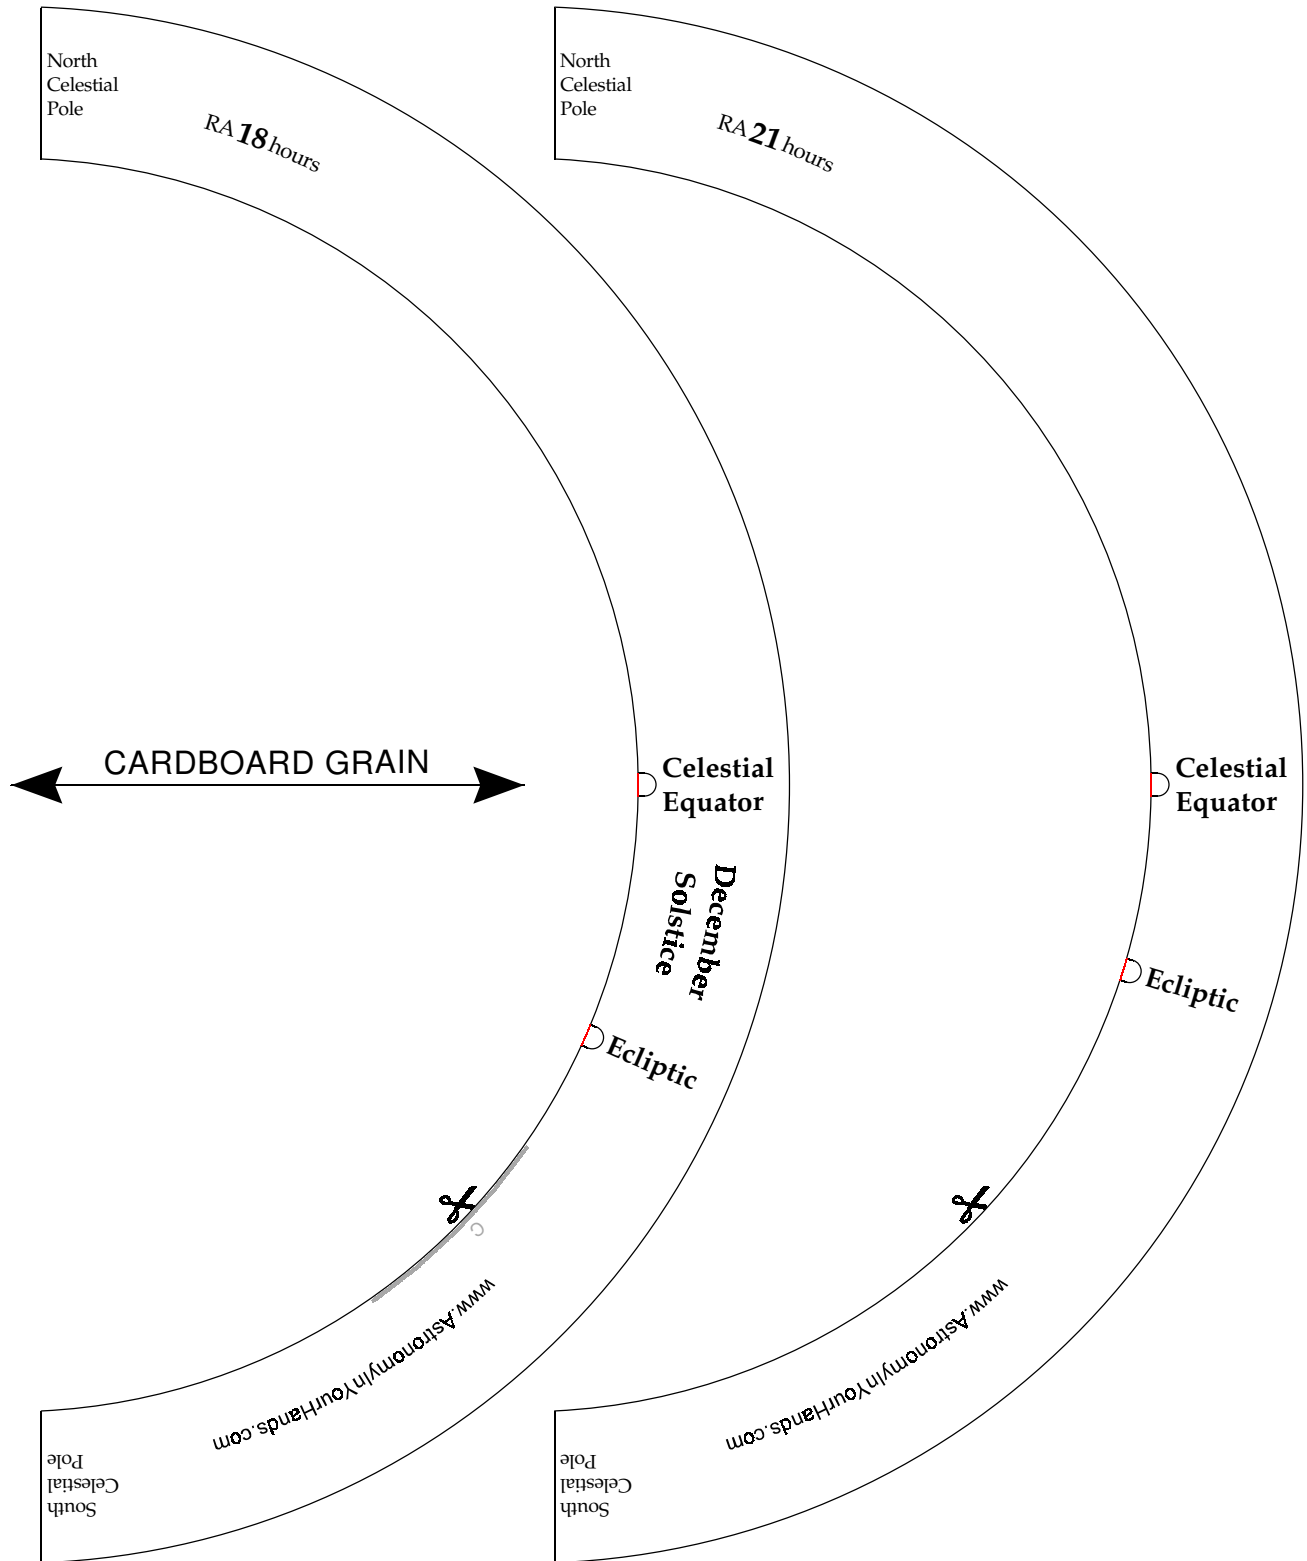 North
Celestial
Pole
RA 18 hours
CARDBOARD GRAIN
Celestial
Equator
December
Solstice
Ecliptic
C
www.AstronomyInYourHands.com
South
Celestial
Pole
North
Celestial
Pole
RA 21 hours
Celestial
Equator
Ecliptic
www.AstronomyInYourHands.com
South
Celestial
Pole